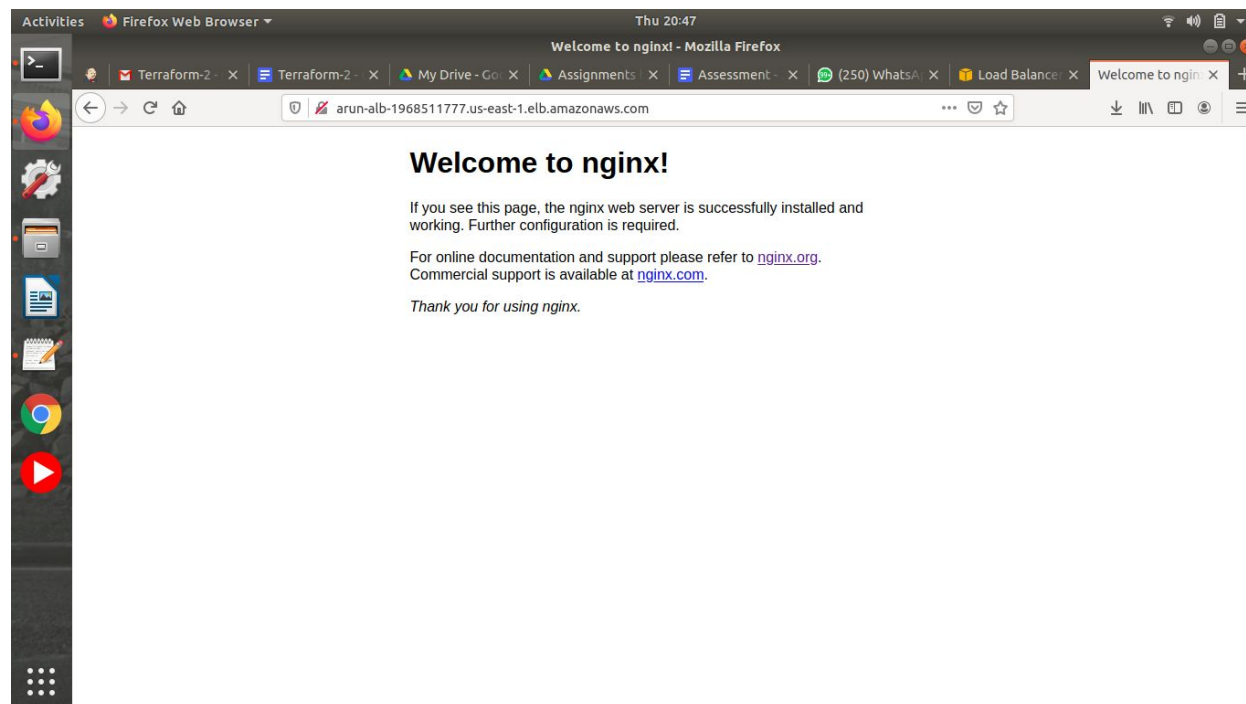 Activities Firefox Web Browser Thu 20:47
Welcome to nginx! - Mozilla Firefox
Terraform-2 - Terraform-2 - My Drive - Goo Assignments Assessment - (250) WhatsA Load Balancer Welcome to ngin
arun-alb-1968511777.us-east-1.elb.amazonaws.com
Welcome to nginx!
If you see this page, the nginx web server is successfully installed and
working. Further configuration is required.
For online documentation and support please refer to nginx.org.
Commercial support is available at nginx.com.
Thank you for using nginx.